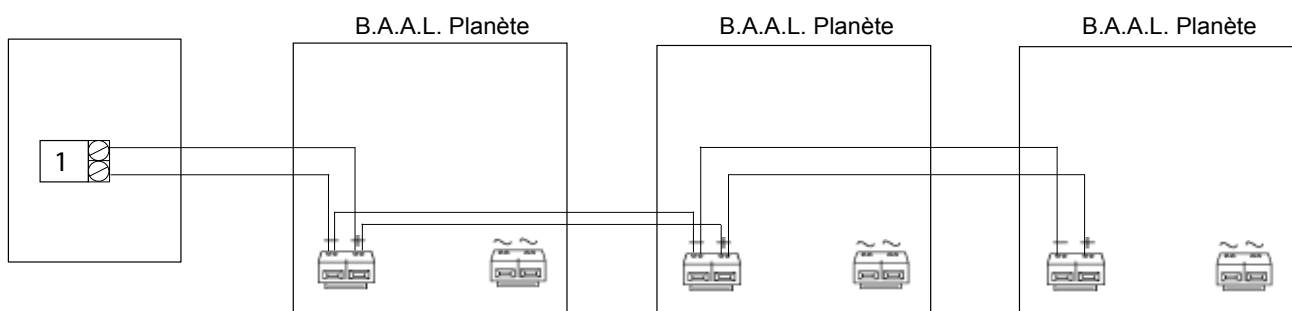 B.A.A.L. Planète
B.A.A.L. Planète
B.A.A.L. Planète
1
− +
~ ~
− +
~ ~
− +
~ ~